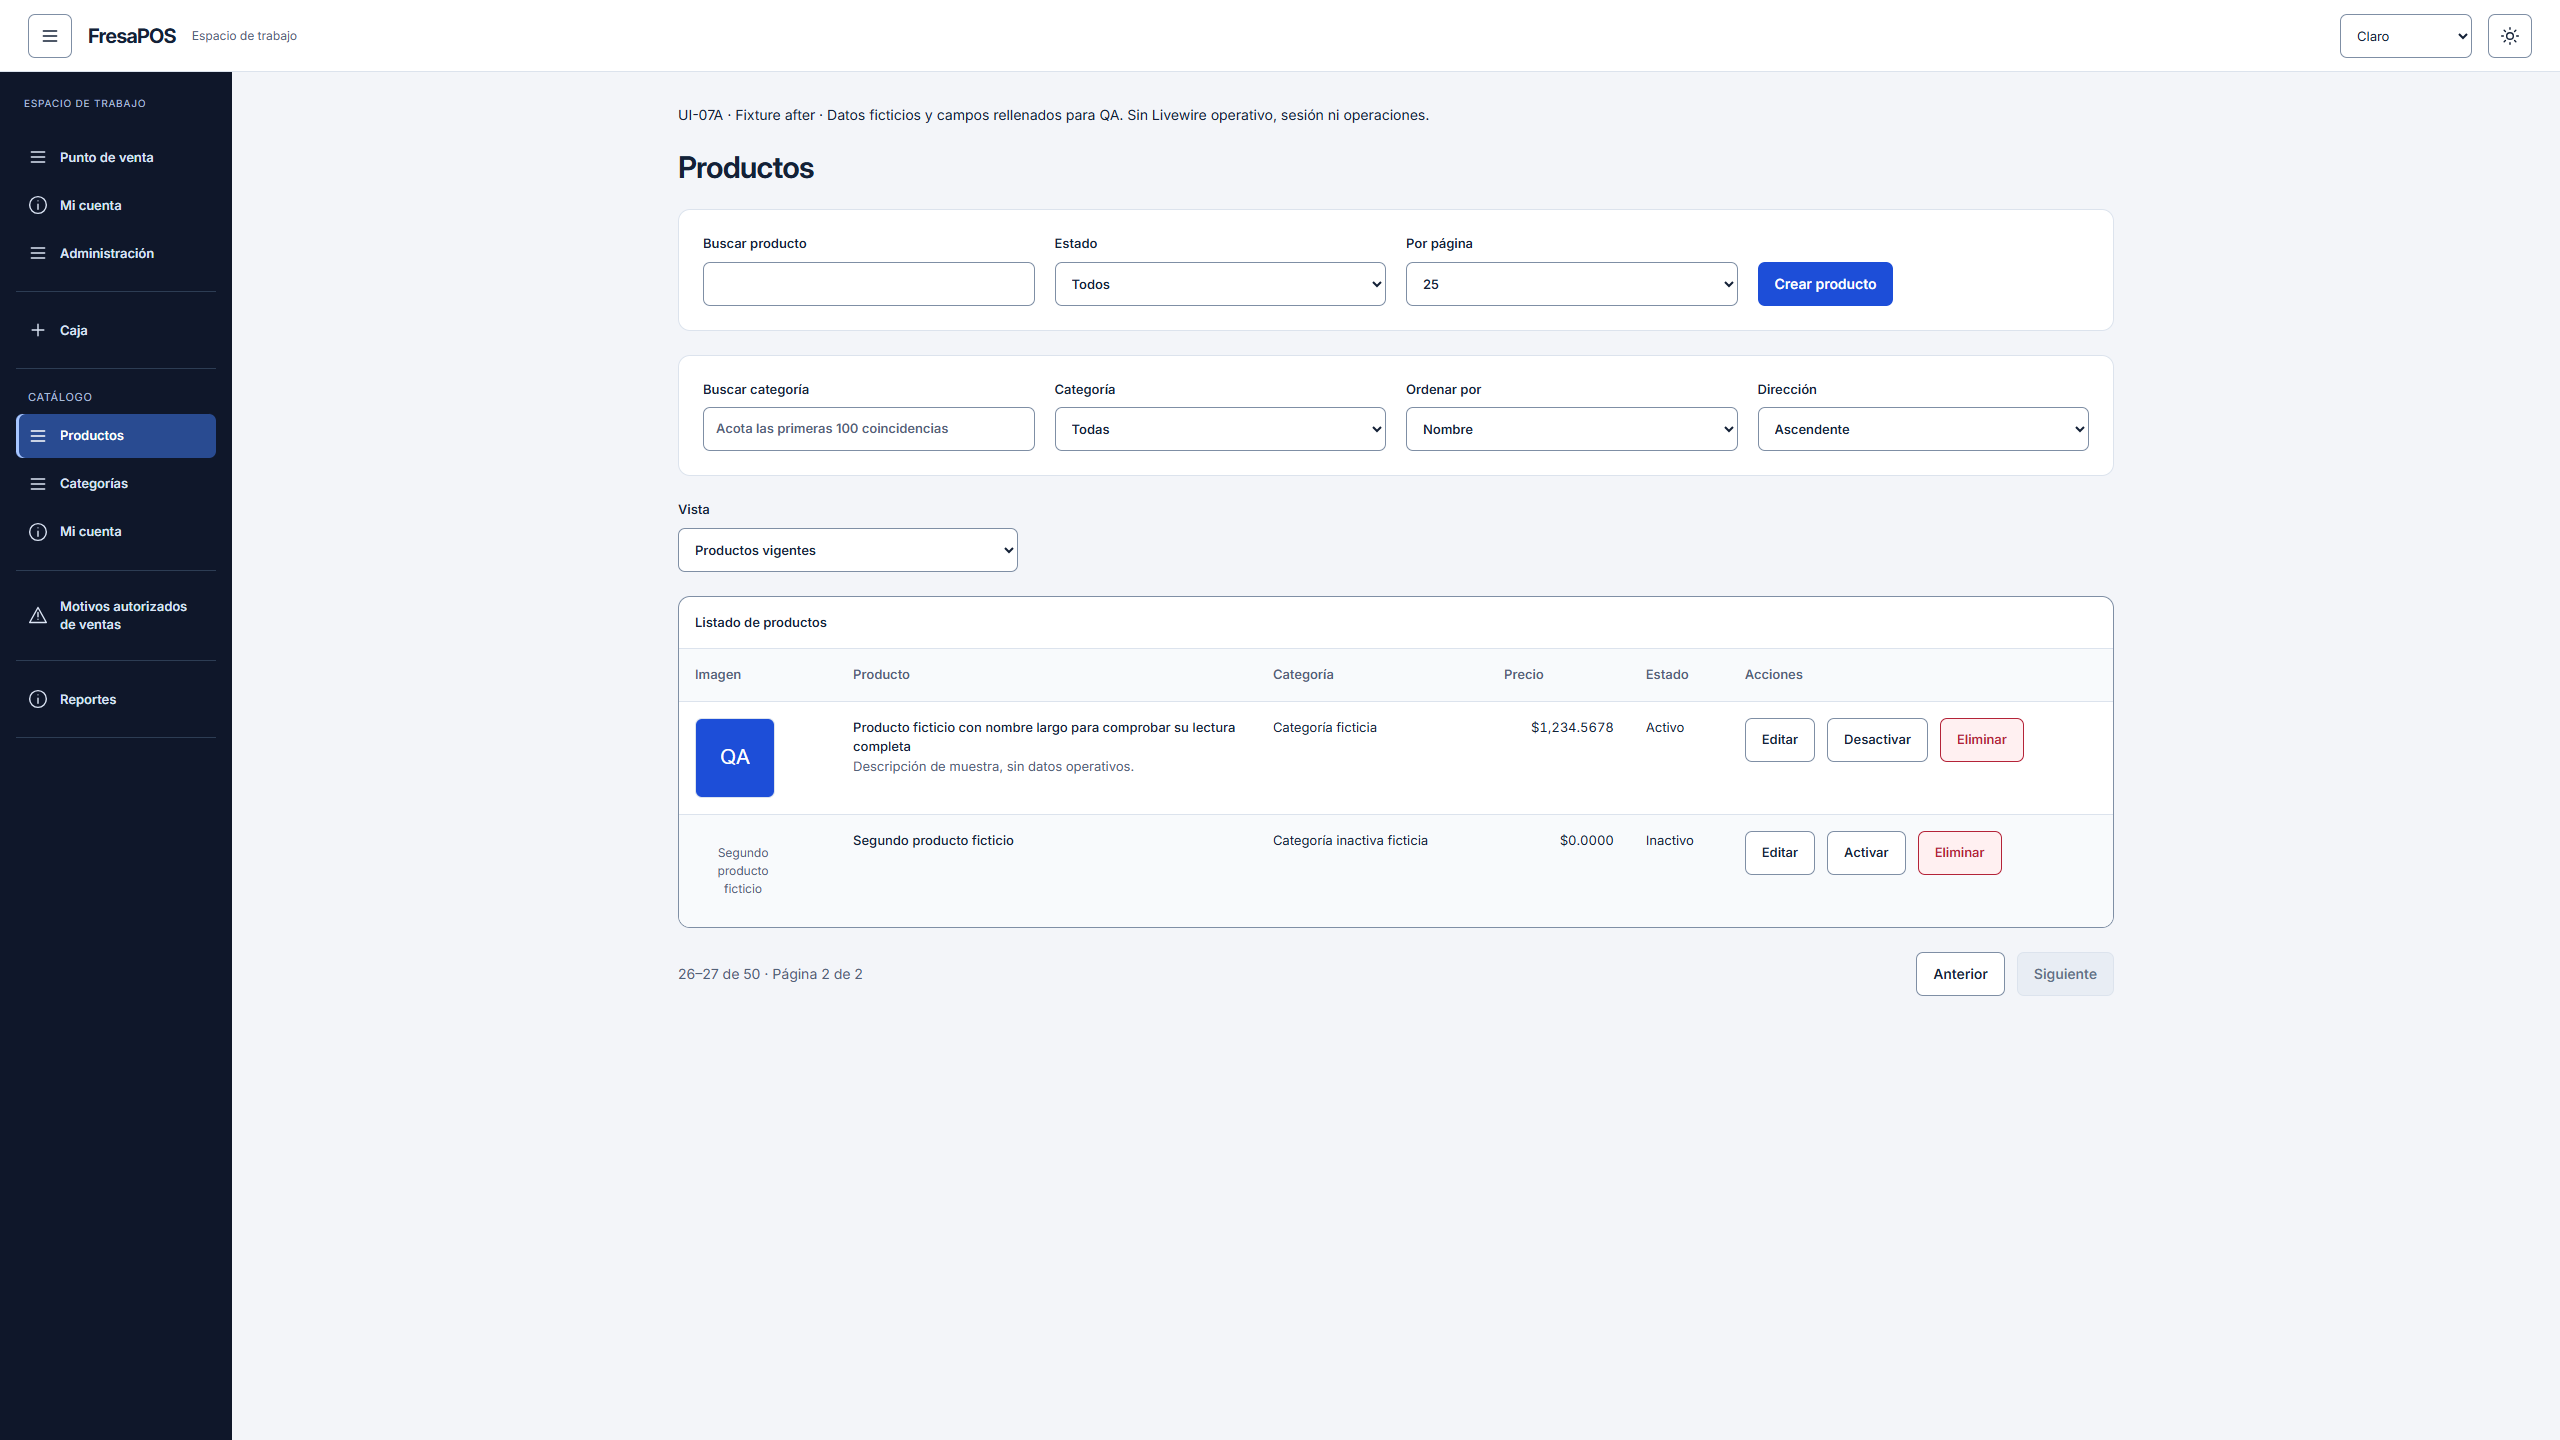 FresaPOS Espacio de trabajo
Claro
ESPACIO DE TRABAJO
Punto de venta
Mi cuenta
Administración
Caja
CATÁLOGO
Productos
Categorías
Mi cuenta
Motivos autorizados
de ventas
Reportes
UI-07A · Fixture after · Datos ficticios y campos rellenados para QA. Sin Livewire operativo, sesión ni operaciones.
Productos
Buscar producto Estado Por página
Todos 25 Crear producto
Buscar categoría Categoría Ordenar por Dirección
Acota las primeras 100 coincidencias Todas Nombre Ascendente
Vista
Productos vigentes
Listado de productos
Imagen Producto Categoría Precio Estado Acciones
QA
Producto ficticio con nombre largo para comprobar su lectura
completa
Descripción de muestra, sin datos operativos.
Categoría ficticia $1,234.5678 Activo Editar Desactivar Eliminar
Segundo
producto
ficticio
Segundo producto ficticio Categoría inactiva ficticia $0.0000 Inactivo Editar Activar Eliminar
26–27 de 50 · Página 2 de 2 Anterior Siguiente